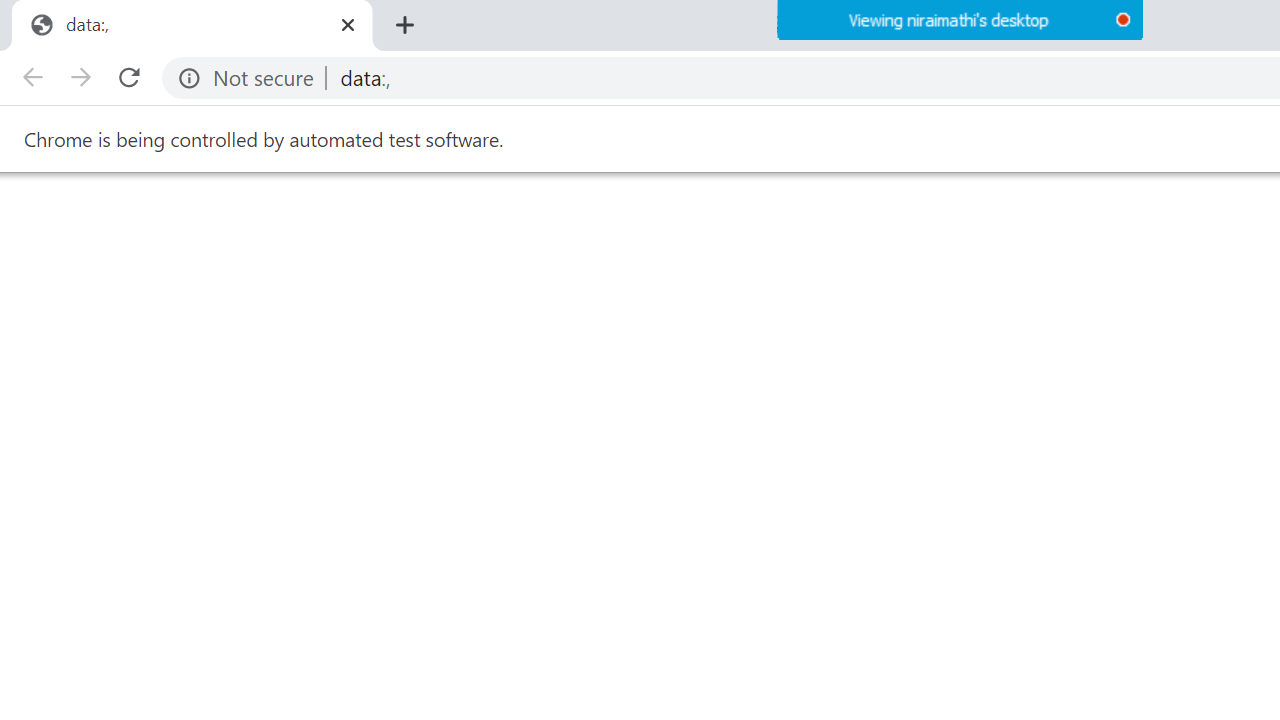 data:,
Viewing niraimathi's desktop
Not secure | data:,
Chrome is being controlled by automated test software.